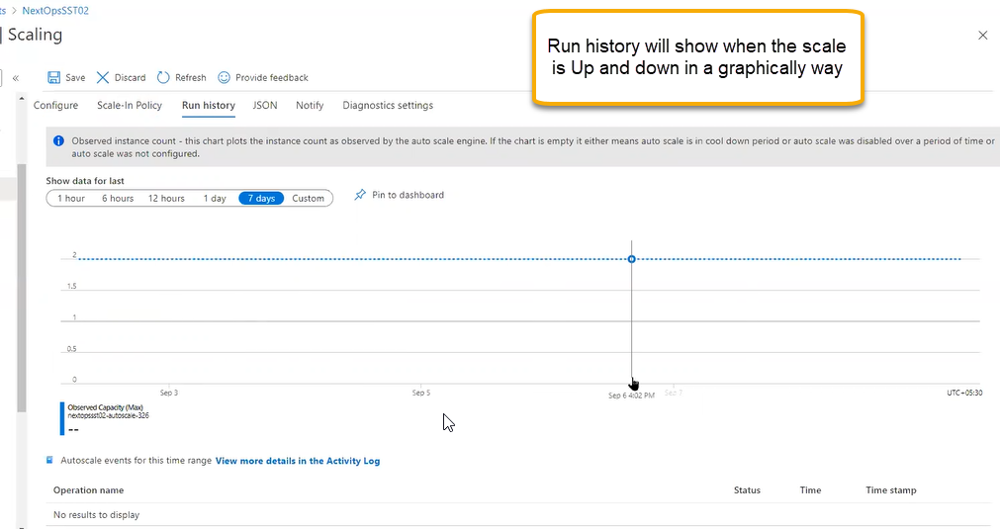 ts > NextOpsSST02
| Scaling
Run history will show when the scale
is Up and down in a graphically way
«
Save Discard Refresh Provide feedback
Configure Scale-In Policy Run history JSON Notify Diagnostics settings
Observed instance count - this chart plots the instance count as observed by the auto scale engine. If the chart is empty it either means auto scale is in cool down period or auto scale was disabled over a period of time or
auto scale was not configured.
Show data for last
1 hour 6 hours 12 hours 1 day 7 days Custom
Pin to dashboard
2
1.5
1
0.5
0
Sep 3 Sep 5 Sep 6 4:02 PM Sep 7 UTC+05:30
Observed Capacity (Max)
nextopssst02-autoscale-326
--
Autoscale events for this time range View more details in the Activity Log
Operation name Status Time Time stamp
No results to display